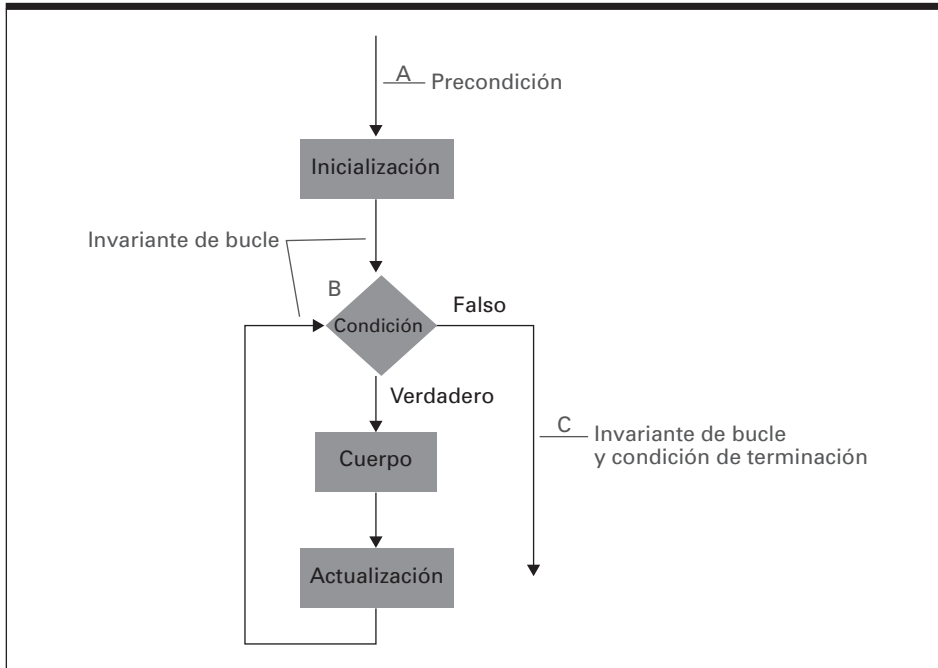 A
Precondición
Inicialización
Invariante de bucle
B
Condición
Falso
Verdadero
C
Invariante de bucle
y condición de terminación
Cuerpo
Actualización